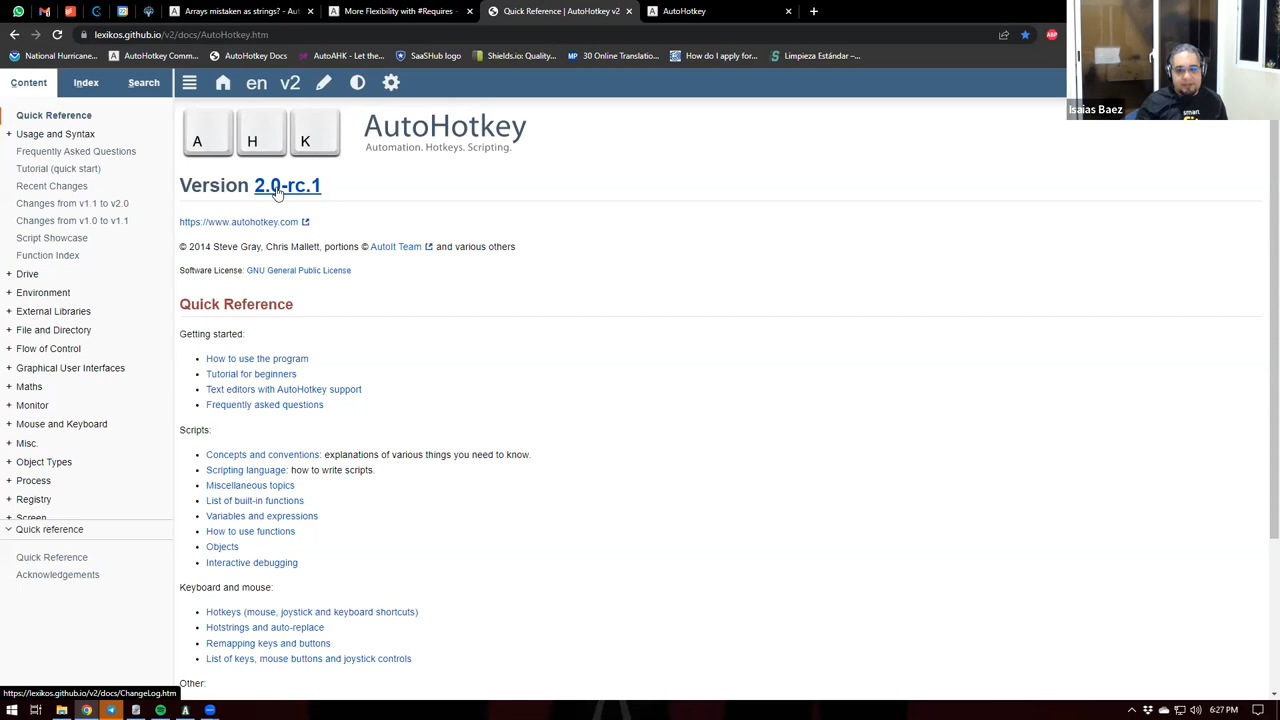 Arrays mistaken as strings? - Aut
More Flexibility with #Requires -
Quick Reference | AutoHotkey v2
AutoHotkey
lexikos.github.io/v2/docs/AutoHotkey.htm
National Hurricane...
AutoHotkey Comm...
AutoHotkey Docs
AutoAHK - Let the...
SaaSHub logo
Shields.io: Quality...
30 Online Translatio...
How do I apply for...
Limpieza Estándar –...
Content
Index
Search
en
v2
Isaias Baez
smart
Quick Reference
Usage and Syntax
Frequently Asked Questions
Tutorial (quick start)
Recent Changes
Changes from v1.1 to v2.0
Changes from v1.0 to v1.1
Script Showcase
Function Index
Drive
Environment
External Libraries
File and Directory
Flow of Control
Graphical User Interfaces
Maths
Monitor
Mouse and Keyboard
Misc.
Object Types
Process
Registry
Screen
Quick reference
Quick Reference
Acknowledgements
A H K
AutoHotkey
Automation. Hotkeys. Scripting.
Version 2.0-rc.1
https://www.autohotkey.com
© 2014 Steve Gray, Chris Mallett, portions © AutoIt Team and various others
Software License: GNU General Public License
Quick Reference
Getting started:
How to use the program
Tutorial for beginners
Text editors with AutoHotkey support
Frequently asked questions
Scripts:
Concepts and conventions: explanations of various things you need to know.
Scripting language: how to write scripts.
Miscellaneous topics
List of built-in functions
Variables and expressions
How to use functions
Objects
Interactive debugging
Keyboard and mouse:
Hotkeys (mouse, joystick and keyboard shortcuts)
Hotstrings and auto-replace
Remapping keys and buttons
List of keys, mouse buttons and joystick controls
Other:
https://lexikos.github.io/v2/docs/ChangeLog.htm
6:27 PM